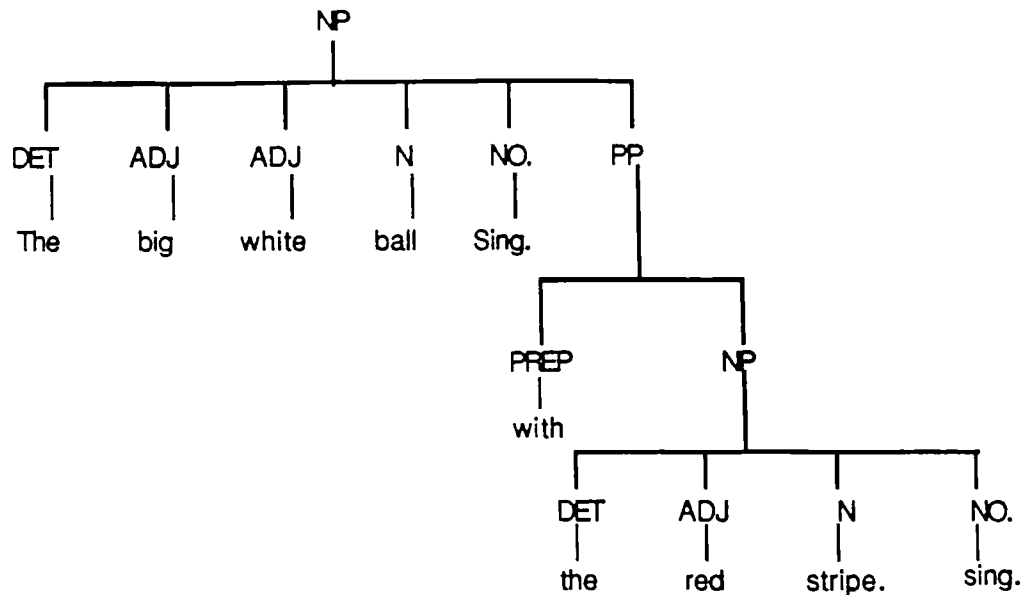 NP
DET ADJ ADJ N NO. PP
The big white ball Sing.
PREP NP
with
DET ADJ N NO.
the red stripe. sing.